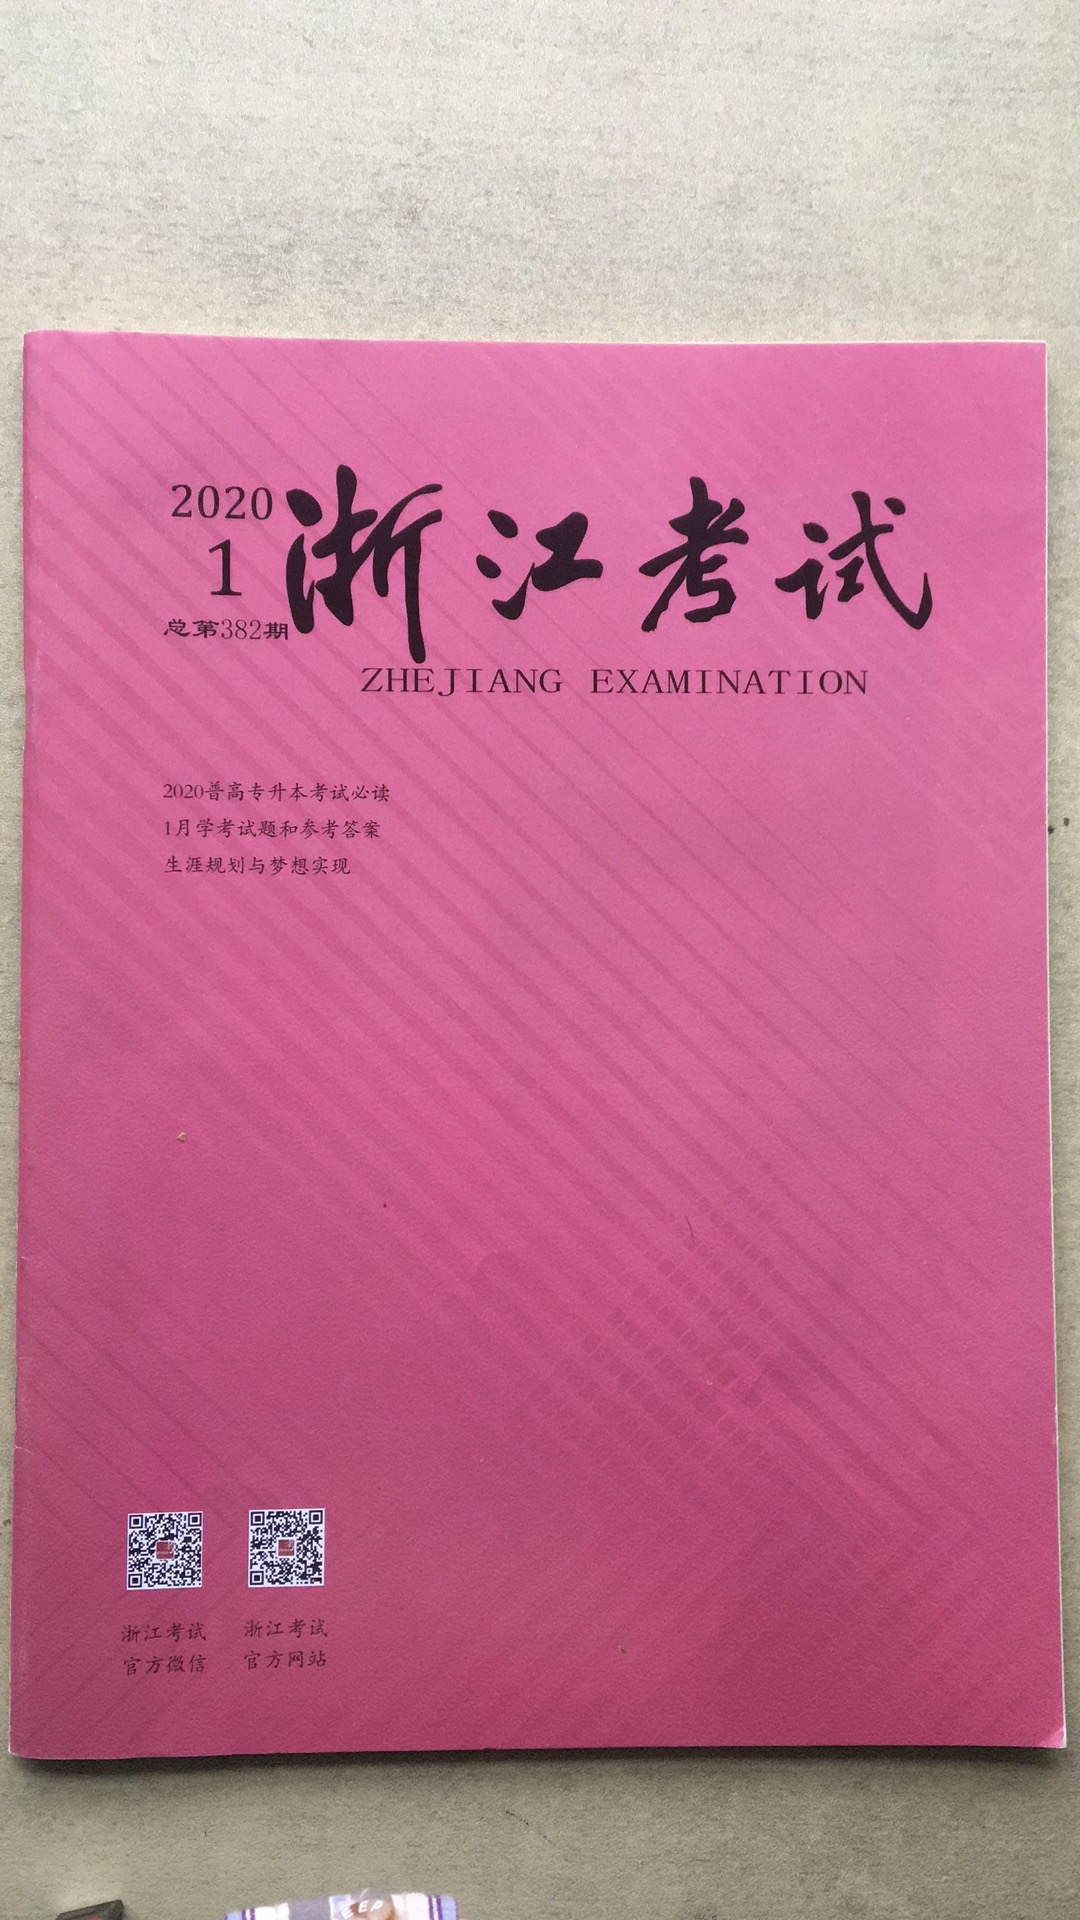 2020
1
总第382期
浙江考试
ZHEJIANG EXAMINATION
2020普高专升本考试必读
1月学考试题和参考答案
生涯规划与梦想实现
浙江考试
官方微信
浙江考试
官方网站